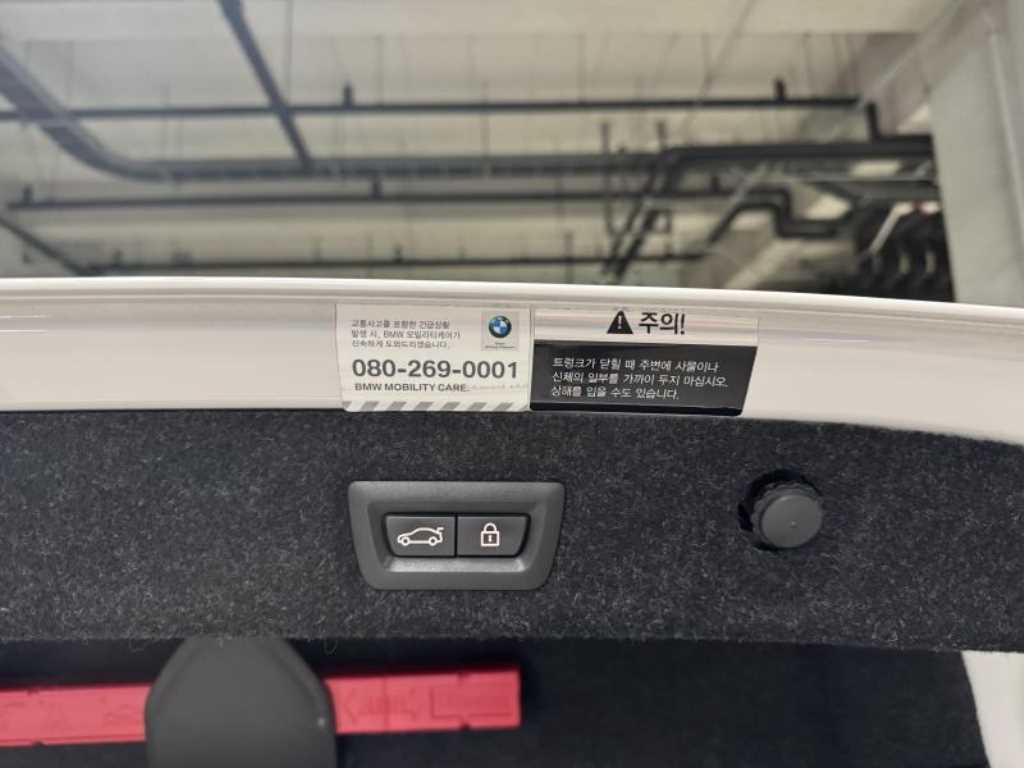 교통사고를 포함한 긴급상황
발생 시, BMW 모빌리티케어가
신속하게 도와드리겠습니다.
080-269-0001
BMW MOBILITY CARE.
주의!
트렁크가 닫힐 때 주변에 사물이나
신체의 일부를 가까이 두지 마십시오.
상해를 입을 수도 있습니다.